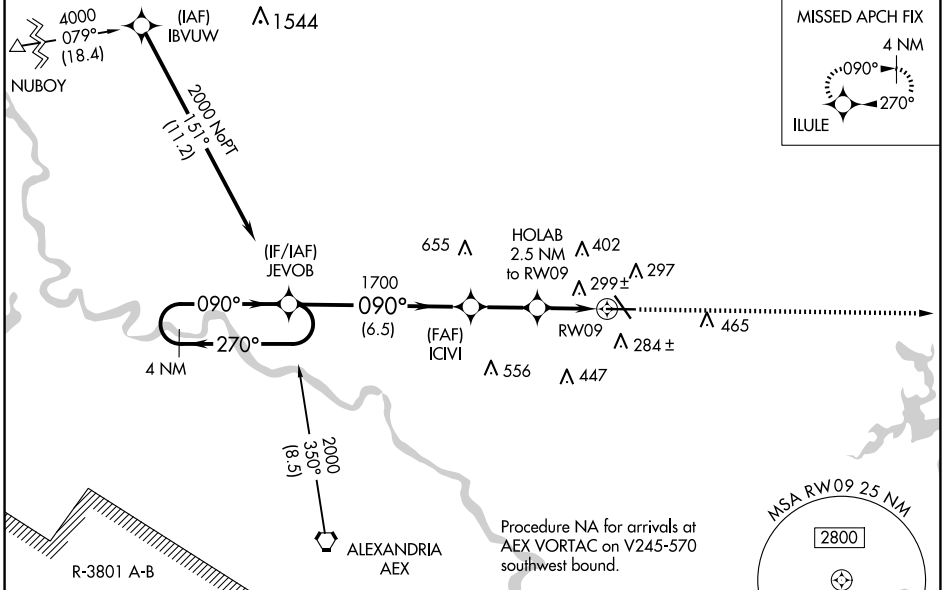 4000
079°
(18.4)
NUBOY
(IAF)
IBVUW
1544
2000 NoPT
151°
(11.2)
MISSED APCH FIX
4 NM
090°
270°
ILULE
(IF/IAF)
JEVOB
090°
270°
4 NM
1700
090°
(6.5)
655
(FAF)
ICIVI
HOLAB
2.5 NM
to RW09
402
299±
297
RW09
465
284±
556
447
2000
350°
(8.5)
ALEXANDRIA
AEX
R-3801 A-B
Procedure NA for arrivals at
AEX VORTAC on V245-570
southwest bound.
MSA RW09 25 NM
2800